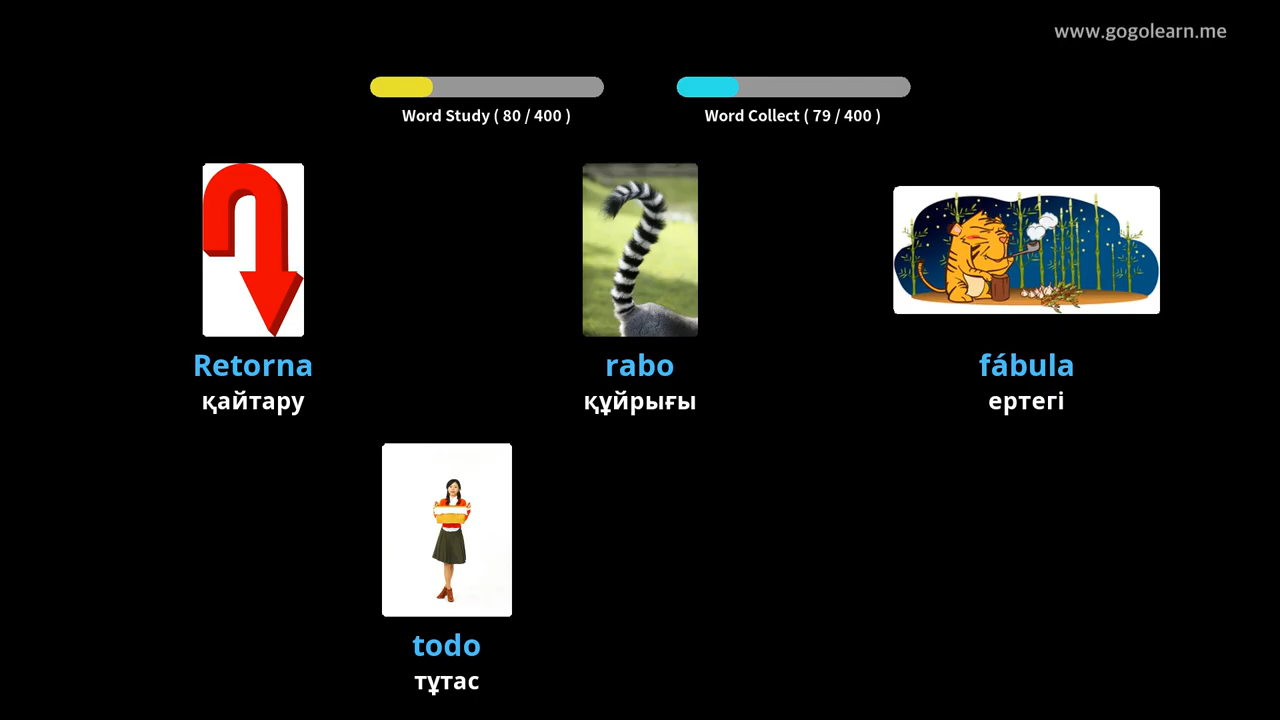 www.gogolearn.me
Word Study ( 80 / 400 )
Word Collect ( 79 / 400 )
Retorna
қайтару
rabo
құйрығы
fábula
ертегі
todo
тұтас